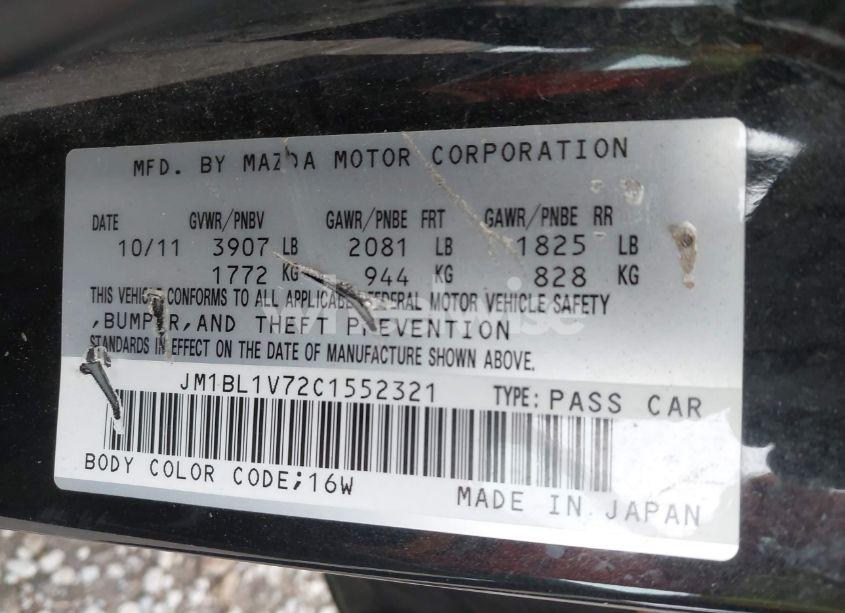 MFD. BY MAZDA MOTOR CORPORATION
DATE GVWR/PNBV GAWR/PNBE FRT GAWR/PNBE RR
10/11 3907 LB 2081 LB 1825 LB
1772 KG 944 KG 828 KG
THIS VEHICLE CONFORMS TO ALL APPLICABLE FEDERAL MOTOR VEHICLE SAFETY
,BUMPER,AND THEFT PREVENTION
STANDARDS IN EFFECT ON THE DATE OF MANUFACTURE SHOWN ABOVE.
JM1BL1V72C1552321 TYPE: PASS CAR
BODY COLOR CODE;16W
MADE IN JAPAN